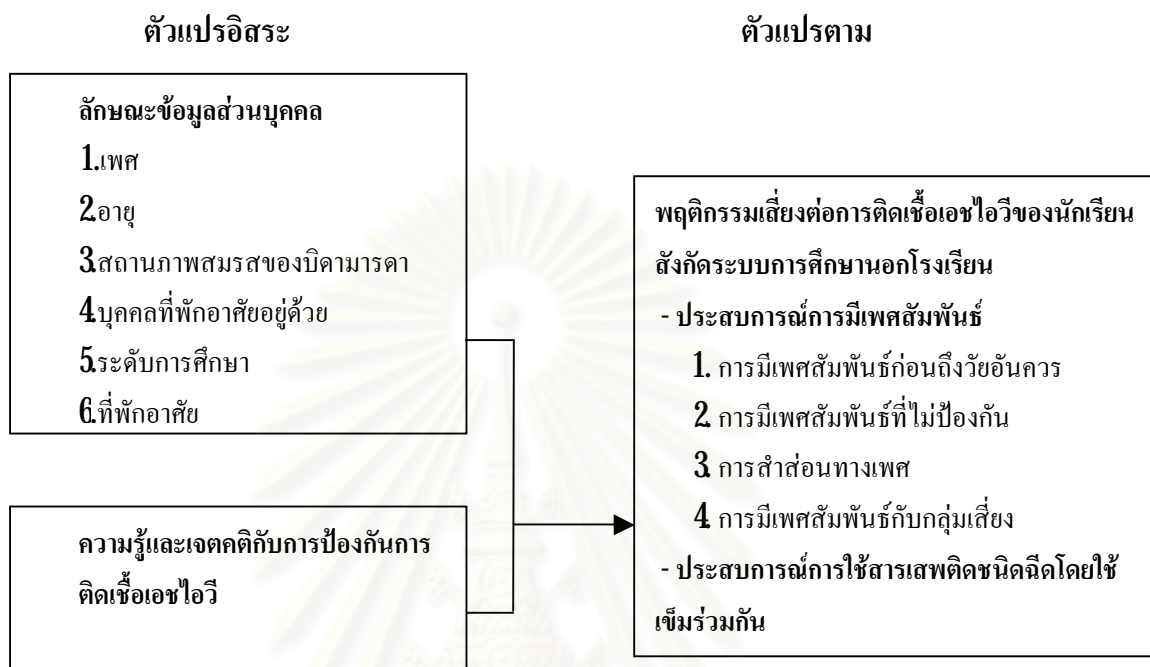 ตัวแปรอิสระ
ตัวแปรตาม
ลักษณะข้อมูลส่วนบุคคล
1.เพศ
2.อายุ
3.สถานภาพสมรสของบิดามารดา
4.บุคคลที่พักอาศัยอยู่ด้วย
5.ระดับการศึกษา
6.ที่พักอาศัย
ความรู้และเจตคติกับการป้องกันการ
ติดเชื้อเอชไอวี
พฤติกรรมเสี่ยงต่อการติดเชื้อเอชไอวีของนักเรียน
สังกัดระบบการศึกษานอกโรงเรียน
- ประสบการณ์การมีเพศสัมพันธ์
1. การมีเพศสัมพันธ์ก่อนถึงวัยอันควร
2. การมีเพศสัมพันธ์ที่ไม่ป้องกัน
3. การสำส่อนทางเพศ
4. การมีเพศสัมพันธ์กับกลุ่มเสี่ยง
- ประสบการณ์การใช้สารเสพติดชนิดฉีดโดยใช้
เข็มร่วมกัน